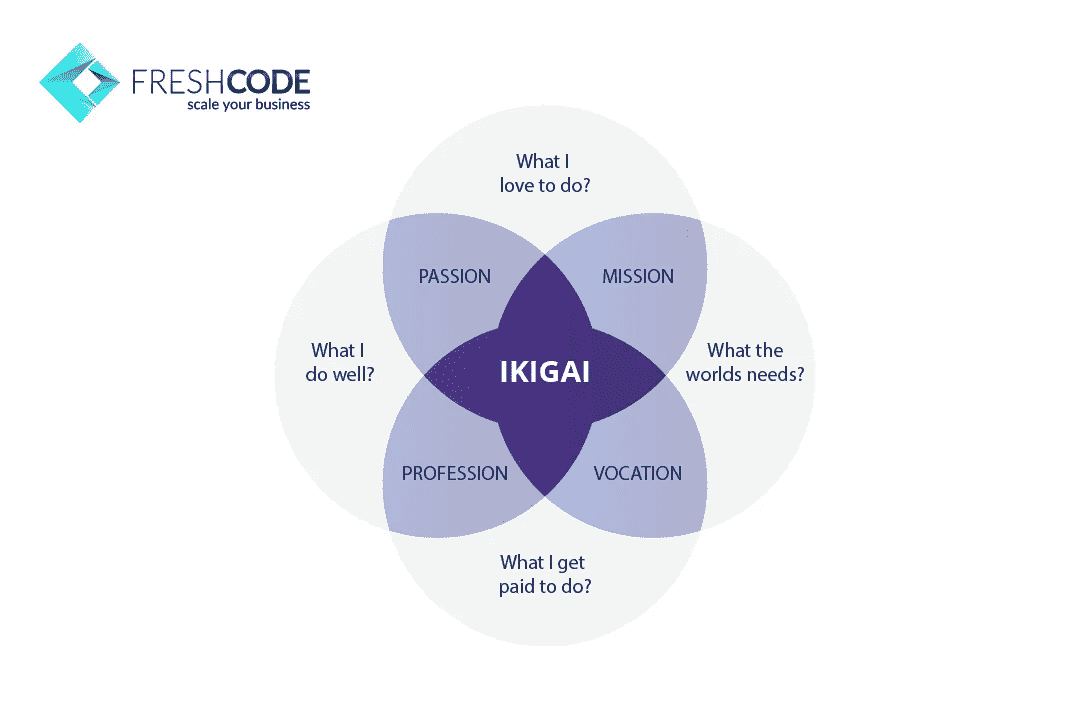 FRESHCODE
scale your business
What I
love to do?
PASSION
MISSION
What I
do well?
IKIGAI
What the
worlds needs?
PROFESSION
VOCATION
What I get
paid to do?